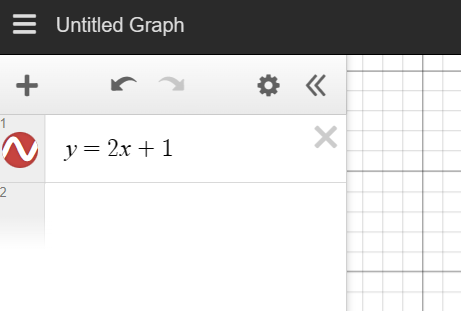 Untitled Graph
1
y = 2x + 1
2